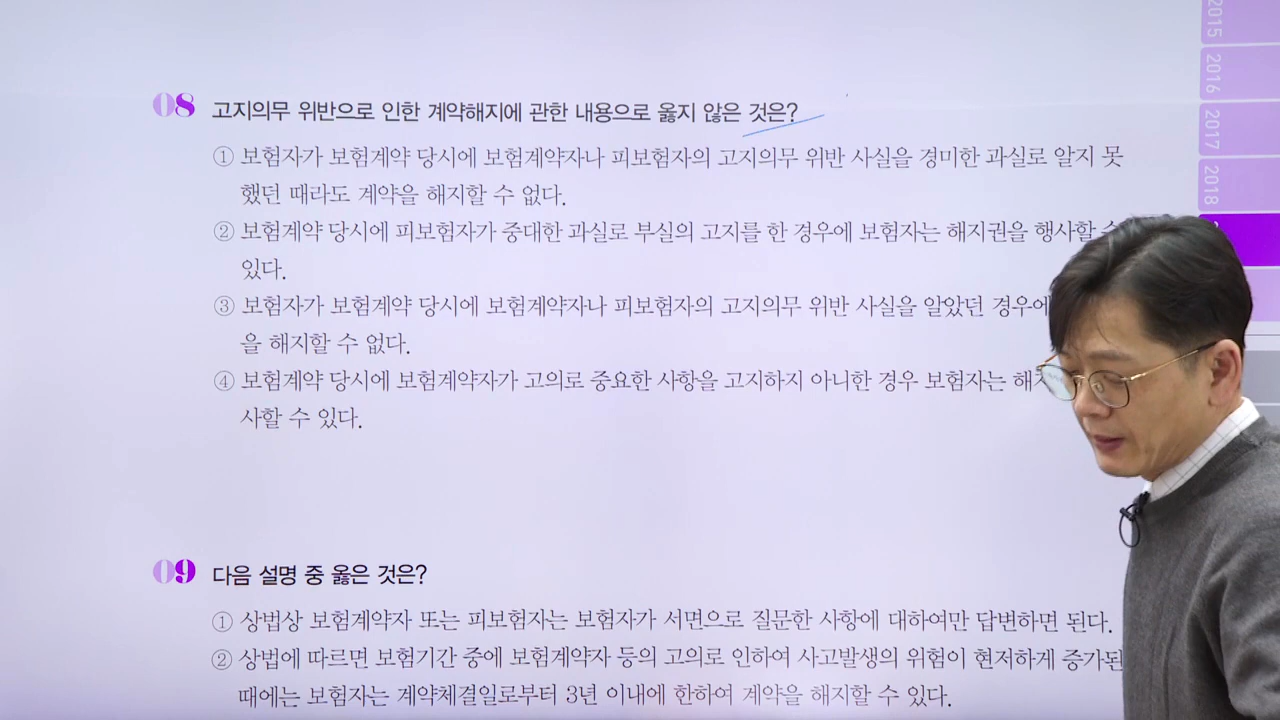 2015
2016
2017
2018
08 고지의무 위반으로 인한 계약해지에 관한 내용으로 옳지 않은 것은?
① 보험자가 보험계약 당시에 보험계약자나 피보험자의 고지의무 위반 사실을 경미한 과실로 알지 못
했던 때라도 계약을 해지할 수 없다.
② 보험계약 당시에 피보험자가 중대한 과실로 부실의 고지를 한 경우에 보험자는 해지권을 행사할 수
있다.
③ 보험자가 보험계약 당시에 보험계약자나 피보험자의 고지의무 위반 사실을 알았던 경우에
을 해지할 수 없다.
④ 보험계약 당시에 보험계약자가 고의로 중요한 사항을 고지하지 아니한 경우 보험자는 해지
사할 수 있다.
09 다음 설명 중 옳은 것은?
① 상법상 보험계약자 또는 피보험자는 보험자가 서면으로 질문한 사항에 대하여만 답변하면 된다.
② 상법에 따르면 보험기간 중에 보험계약자 등의 고의로 인하여 사고발생의 위험이 현저하게 증가된
때에는 보험자는 계약체결일로부터 3년 이내에 한하여 계약을 해지할 수 있다.